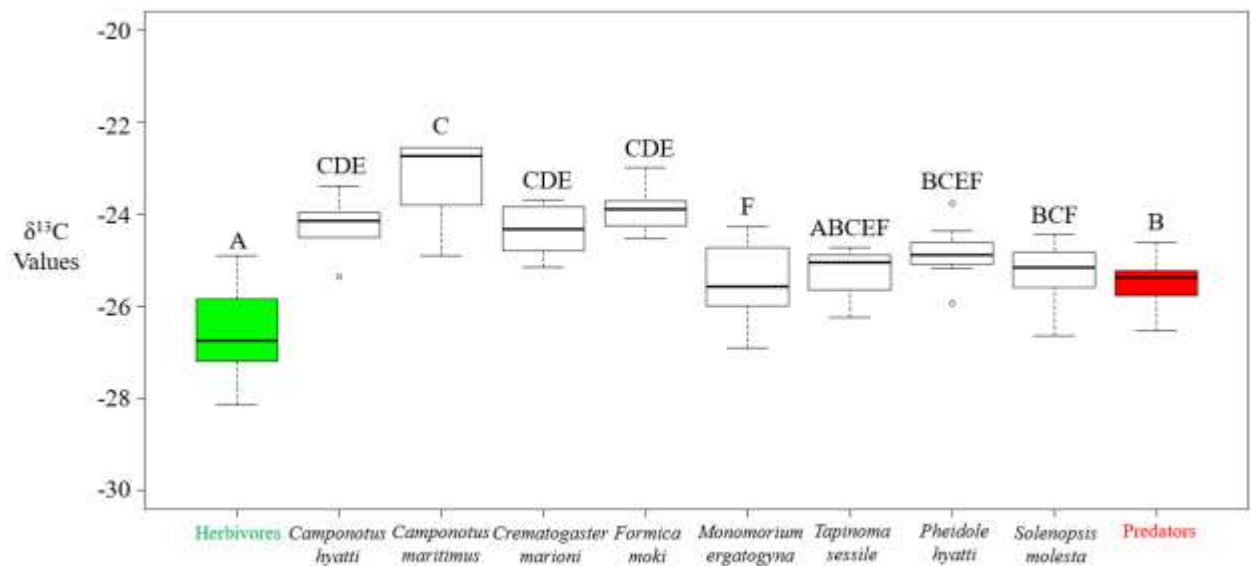 -20
-22
-24
-26
-28
-30
δ¹³C
Values
A
CDE
C
CDE
CDE
F
ABCEF
BCEF
BCF
B
Herbivores
Camponotus
hyatti
Camponotus
maritimus
Crematogaster
marioni
Formica
moki
Monomorium
ergatogyna
Tapinoma
sessile
Pheidole
hyatti
Solenopsis
molesta
Predators